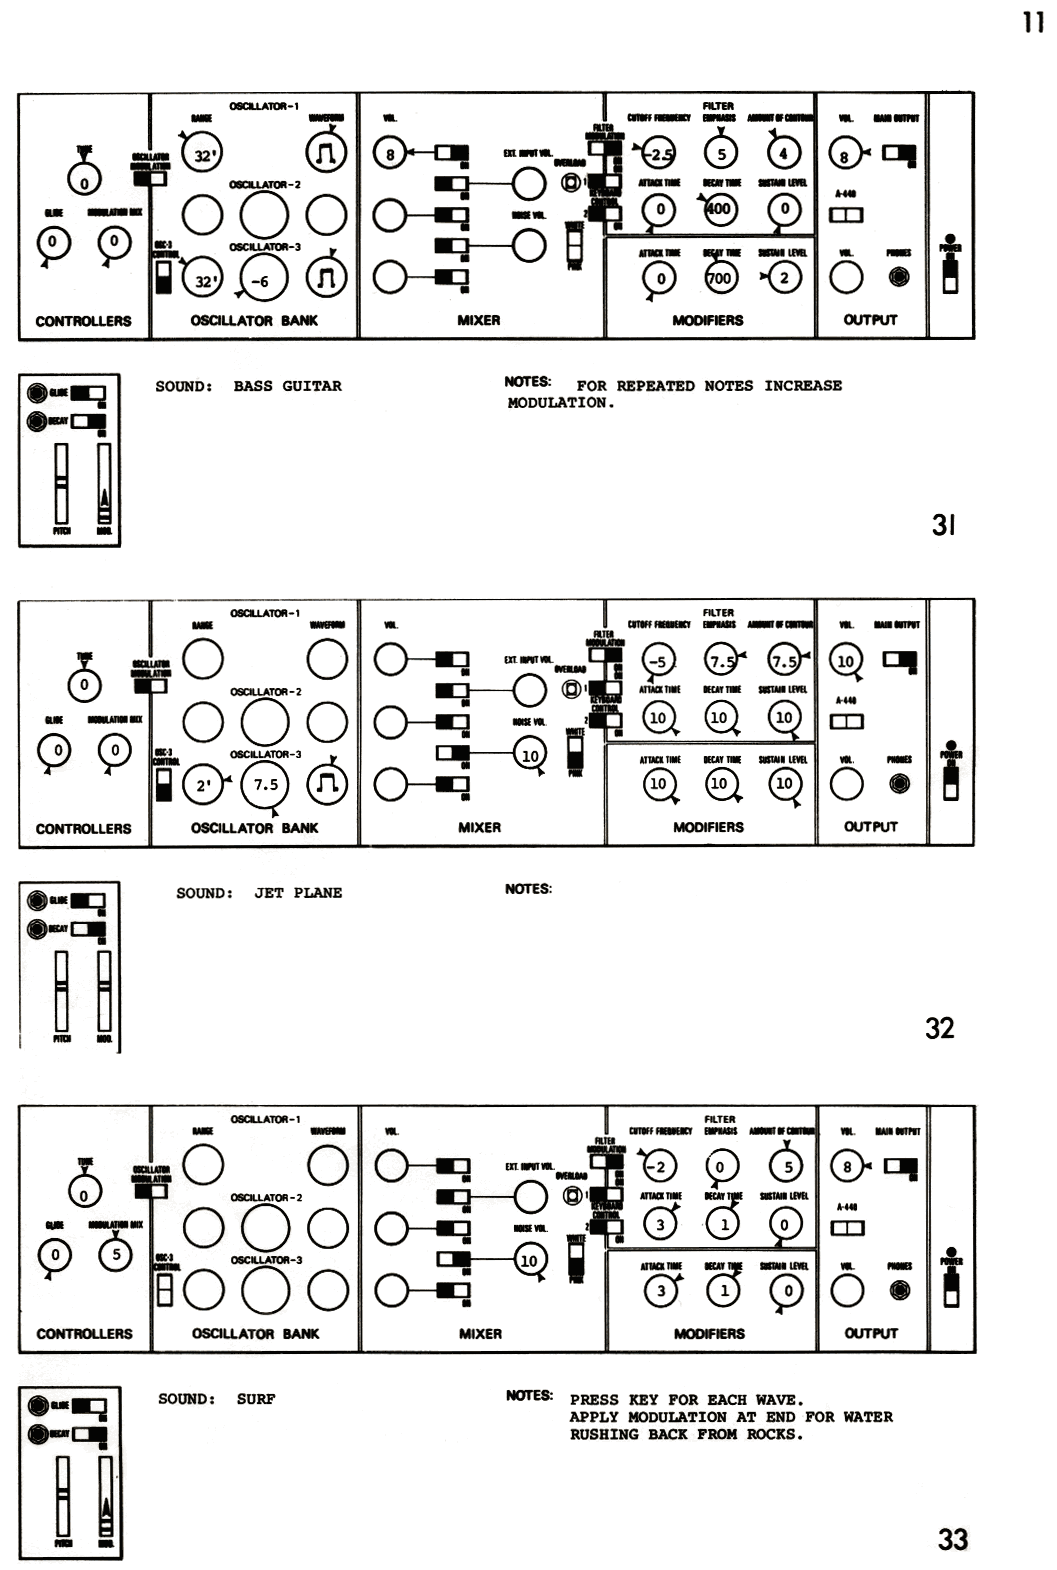 11
OSCILLATOR-1
FILTER
RANGE
WAVEFORM
VOL.
CUTOFF FREQUENCY
EMPHASIS
AMOUNT OF CONTOUR
VOL.
MAIN OUTPUT
FILTER
MODULATION
TUNE
OSCILLATOR
MODULATION
32'
8
ON
EXT. INPUT VOL.
OVERLOAD
ON
-2.5
5
4
8
ON
0
OSCILLATOR-2
1
KEYBOARD
CONTROL
ATTACK TIME
DECAY TIME
SUSTAIN LEVEL
A-440
GLIDE
MODULATION MIX
ON
NOISE VOL.
2
ON
0
400
0
0
0
OSC-3
CONTROL
OSCILLATOR-3
ON
WHITE
PINK
ATTACK TIME
DECAY TIME
SUSTAIN LEVEL
VOL.
PHONES
POWER
ON
32'
-6
ON
0
700
2
CONTROLLERS
OSCILLATOR BANK
MIXER
MODIFIERS
OUTPUT
GLIDE
ON
DECAY
ON
PITCH
MOD.
SOUND: BASS GUITAR
NOTES: FOR REPEATED NOTES INCREASE
MODULATION.
31
OSCILLATOR-1
FILTER
RANGE
WAVEFORM
VOL.
CUTOFF FREQUENCY
EMPHASIS
AMOUNT OF CONTOUR
VOL.
MAIN OUTPUT
FILTER
MODULATION
TUNE
OSCILLATOR
MODULATION
ON
EXT. INPUT VOL.
OVERLOAD
ON
-5
7.5
7.5
10
ON
0
OSCILLATOR-2
1
KEYBOARD
CONTROL
ATTACK TIME
DECAY TIME
SUSTAIN LEVEL
A-440
GLIDE
MODULATION MIX
ON
NOISE VOL.
2
ON
10
10
10
0
0
OSC-3
CONTROL
OSCILLATOR-3
ON
10
WHITE
PINK
ATTACK TIME
DECAY TIME
SUSTAIN LEVEL
VOL.
PHONES
POWER
ON
2'
7.5
ON
10
10
10
CONTROLLERS
OSCILLATOR BANK
MIXER
MODIFIERS
OUTPUT
GLIDE
ON
DECAY
ON
PITCH
MOD.
SOUND: JET PLANE
NOTES:
32
OSCILLATOR-1
FILTER
RANGE
WAVEFORM
VOL.
CUTOFF FREQUENCY
EMPHASIS
AMOUNT OF CONTOUR
VOL.
MAIN OUTPUT
FILTER
MODULATION
TUNE
OSCILLATOR
MODULATION
ON
EXT. INPUT VOL.
OVERLOAD
ON
-2
0
5
8
ON
0
OSCILLATOR-2
1
KEYBOARD
CONTROL
ATTACK TIME
DECAY TIME
SUSTAIN LEVEL
A-440
GLIDE
MODULATION MIX
ON
NOISE VOL.
2
ON
3
1
0
0
5
OSC-3
CONTROL
OSCILLATOR-3
ON
10
WHITE
PINK
ATTACK TIME
DECAY TIME
SUSTAIN LEVEL
VOL.
PHONES
POWER
ON
ON
3
1
0
CONTROLLERS
OSCILLATOR BANK
MIXER
MODIFIERS
OUTPUT
GLIDE
ON
DECAY
ON
PITCH
MOD.
SOUND: SURF
NOTES: PRESS KEY FOR EACH WAVE.
APPLY MODULATION AT END FOR WATER
RUSHING BACK FROM ROCKS.
33